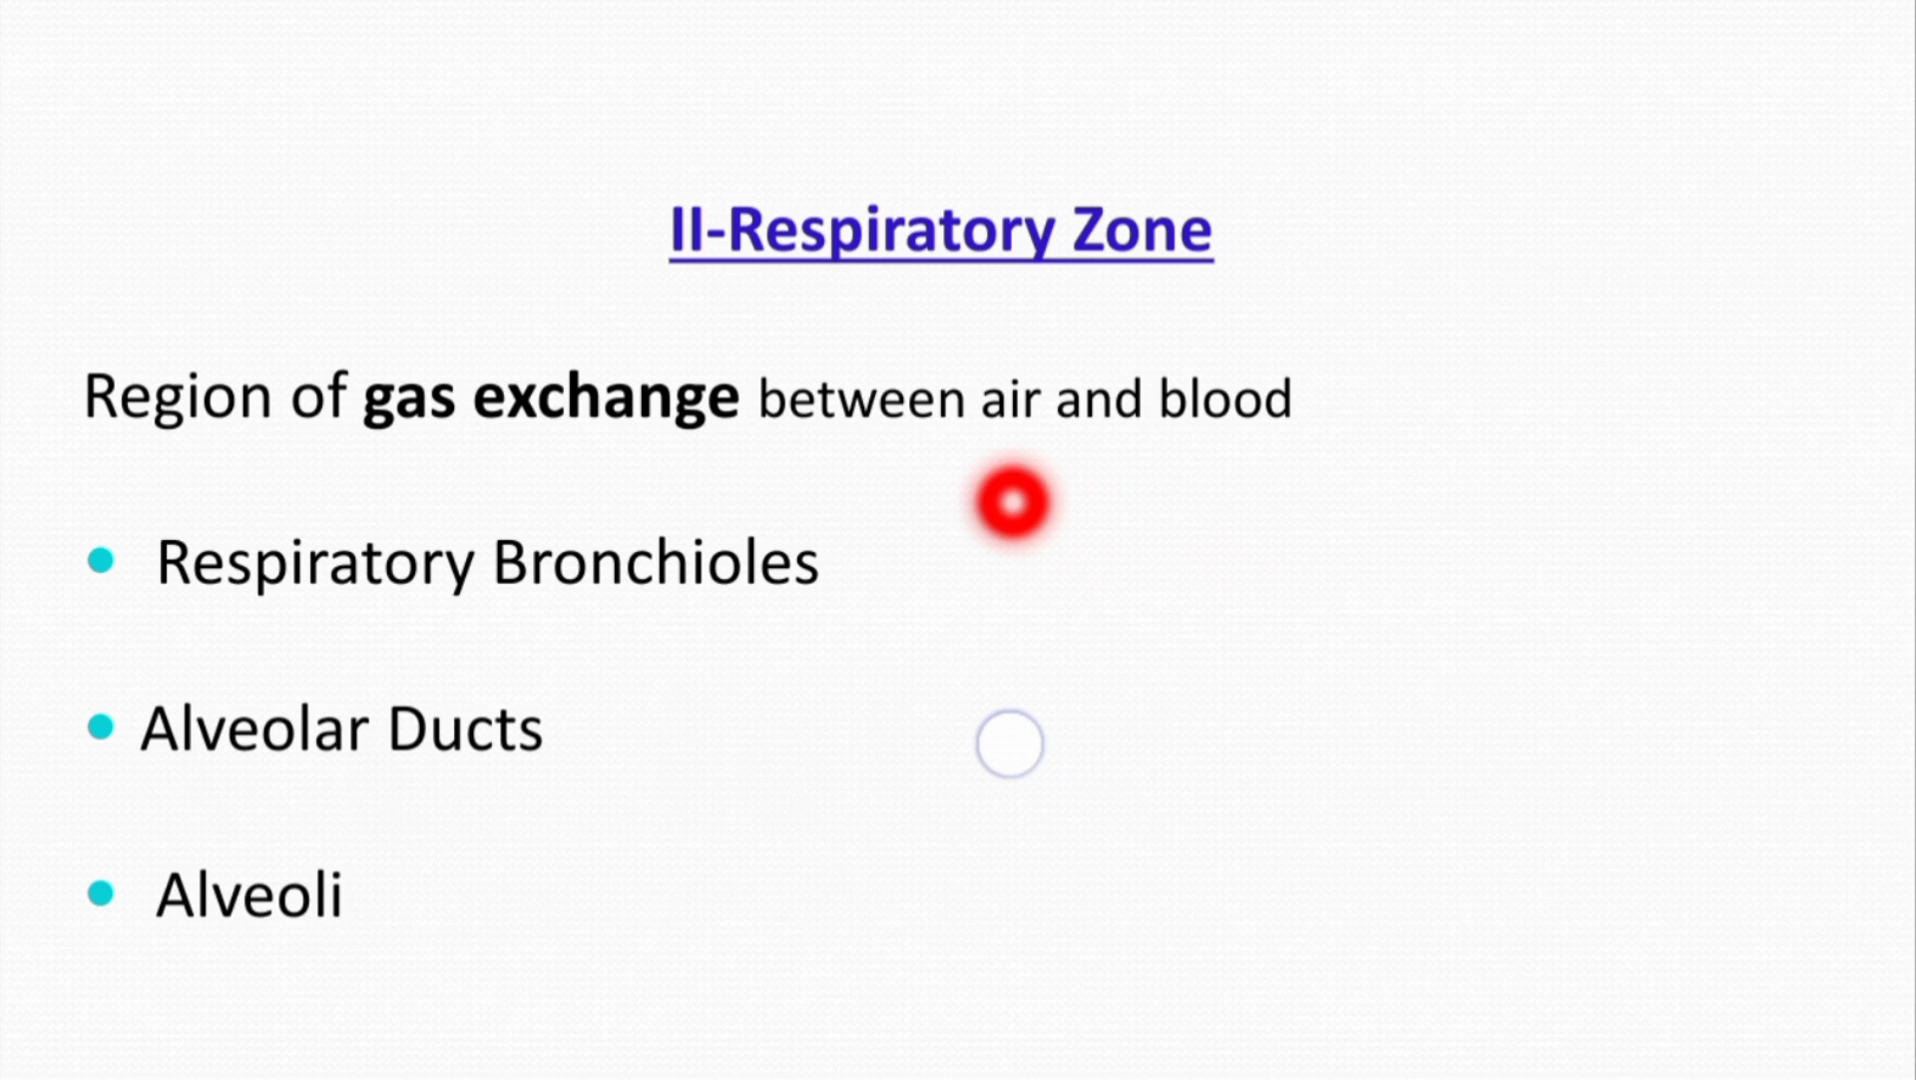 II-Respiratory Zone
Region of gas exchange between air and blood
Respiratory Bronchioles
Alveolar Ducts
Alveoli